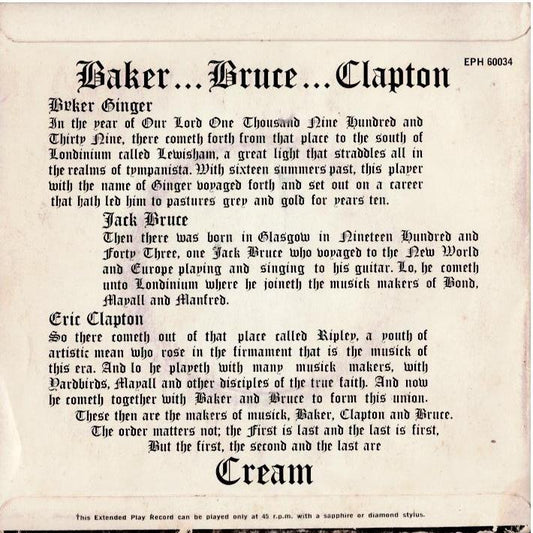 EPH 60034
Baker...Bruce...Clapton
Baker Ginger
In the year of Our Lord One Thousand Nine Hundred and
Thirty Nine, there cometh forth from that place to the south of
Londinium called Lewisham, a great light that straddles all in
the realms of tympanista. With sixteen summers past, this player
with the name of Ginger voyaged forth and set out on a career
that hath led him to pastures grey and gold for years ten.
Jack Bruce
Then there was born in Glasgow in Nineteen Hundred and
Forty Three, one Jack Bruce who voyaged to the New World
and Europe playing and singing to his guitar. Lo, he cometh
unto Londinium where he joineth the musick makers of Bond,
Mayall and Manfred.
Eric Clapton
So there cometh out of that place called Ripley, a youth of
artistic mean who rose in the firmament that is the musick of
this era. And lo he playeth with many musick makers, with
Yardbirds, Mayall and other disciples of the true faith. And now
he cometh together with Baker and Bruce to form this union.
These then are the makers of musick, Baker, Clapton and Bruce.
The order matters not; the first is last and the last is first,
But the first, the second and the last are
Cream
This Extended Play Record can be played only at 45 r.p.m. with a sapphire or diamond stylus.